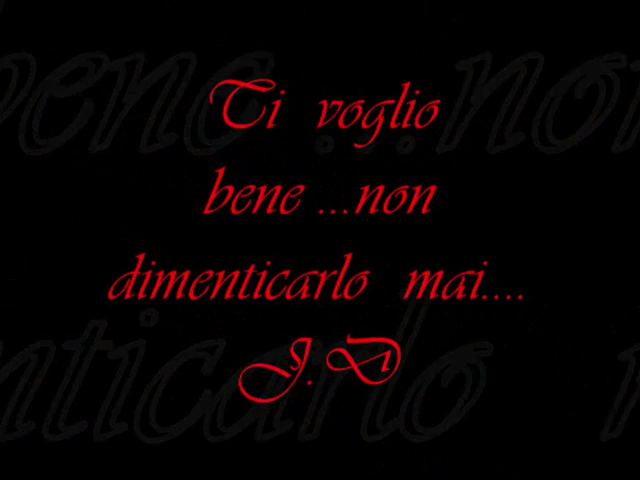 Ti voglio
bene ...non
dimenticarlo mai....
J.D